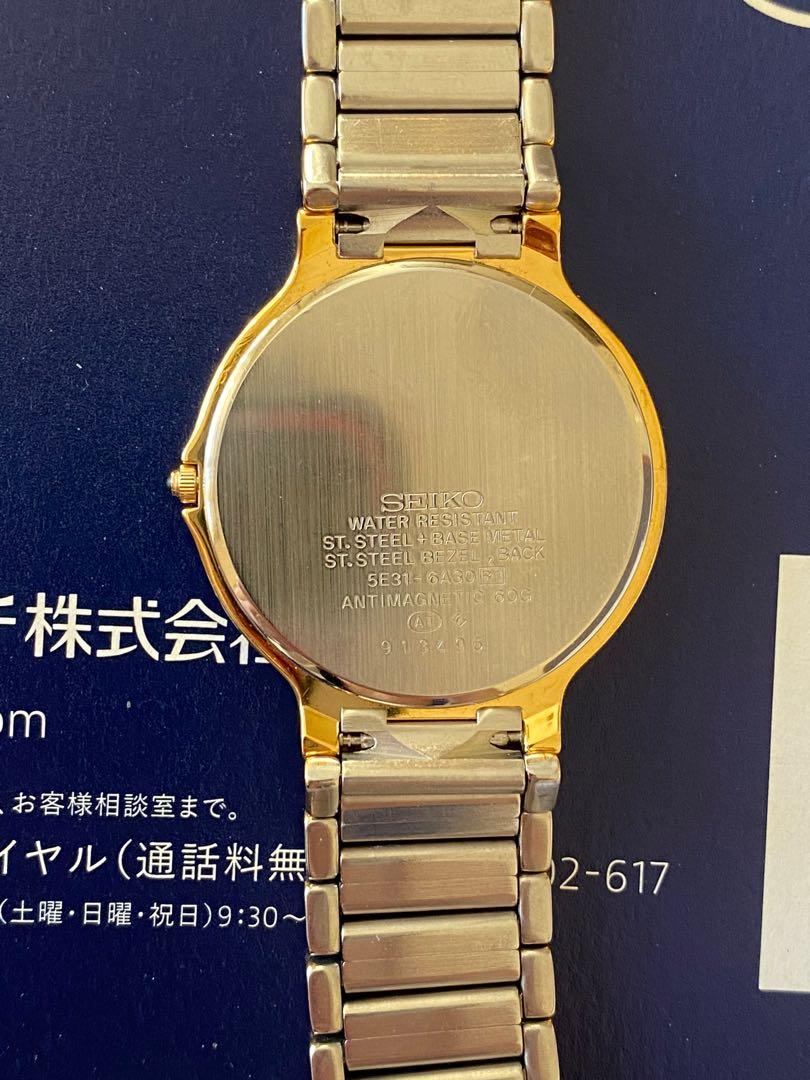 SEIKO
WATER RESISTANT
ST. STEEL + BASE METAL
ST. STEEL BEZEL, BACK
5E31-6A30
ANTIMAGNETIC 60G
AT
913496
株式会社
om
、お客様相談室まで。
イヤル(通話料無
02-617
(土曜・日曜・祝日)9:30～